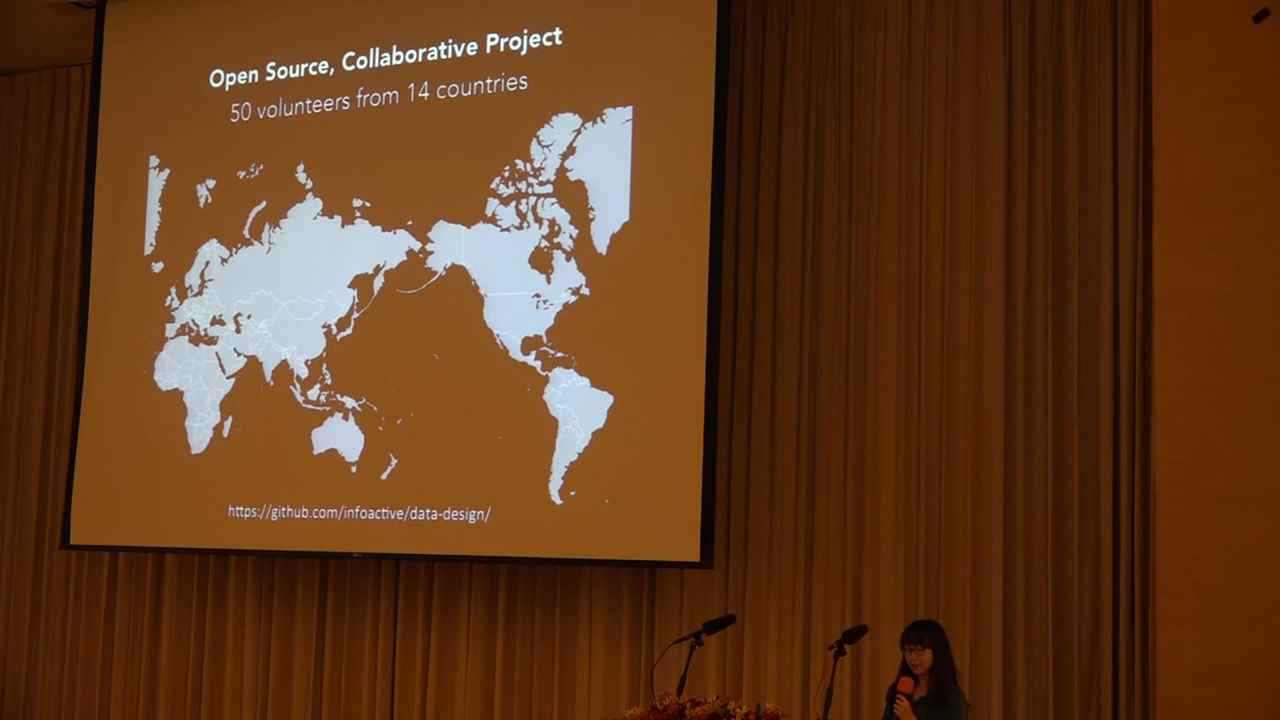 Open Source, Collaborative Project
50 volunteers from 14 countries
https://github.com/infoactive/data-design/